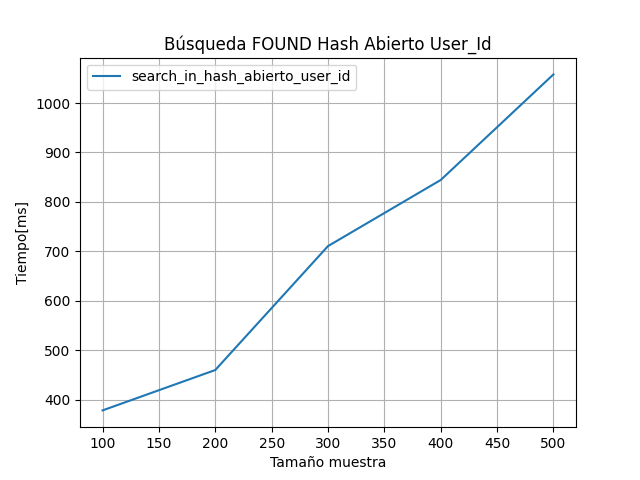 Búsqueda FOUND Hash Abierto User_Id
search_in_hash_abierto_user_id
Tiempo[ms]
1000
900
800
700
600
500
400
100 150 200 250 300 350 400 450 500
Tamaño muestra